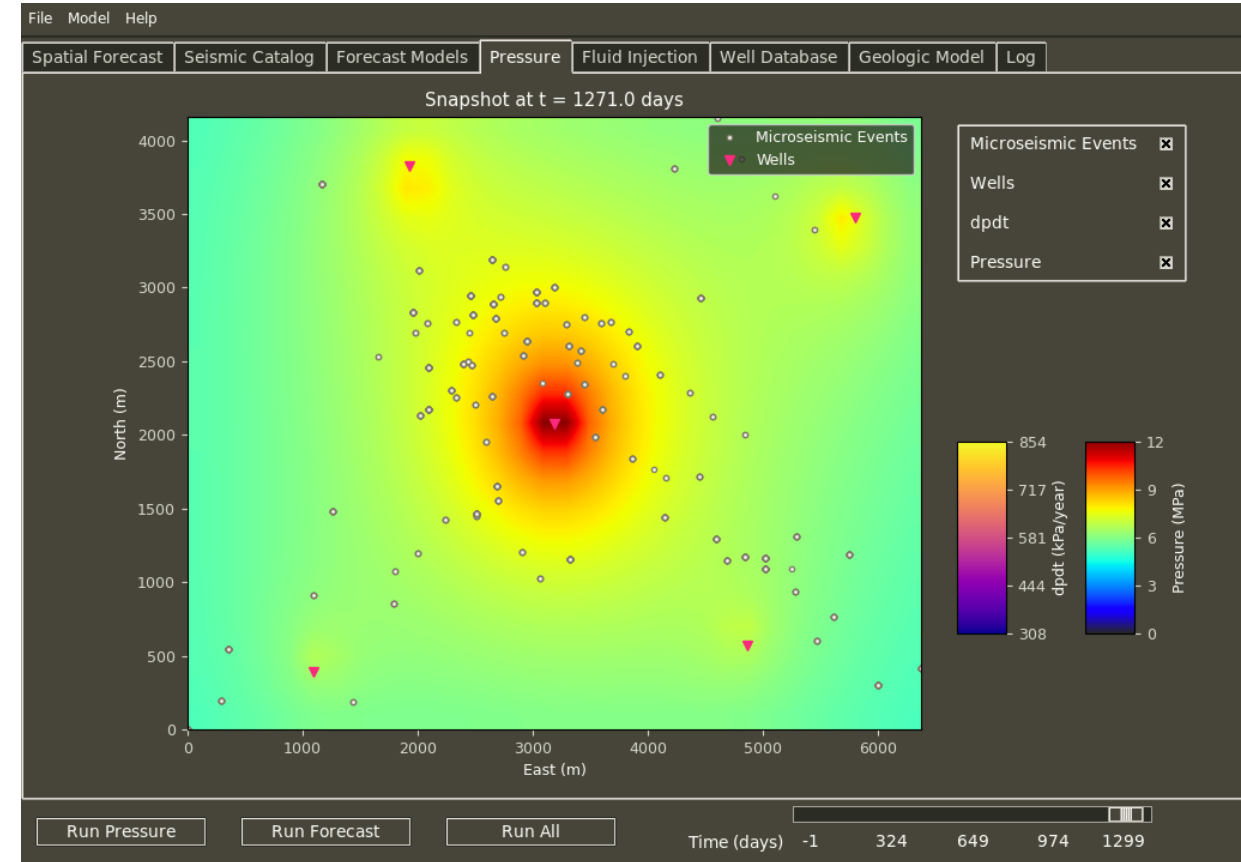 File Model Help
Spatial Forecast Seismic Catalog Forecast Models Pressure Fluid Injection Well Database Geologic Model Log
Snapshot at t = 1271.0 days
Microseismic Events
Wells
4000
3500
3000
2500
2000
1500
1000
500
0
North (m)
0 1000 2000 3000 4000 5000 6000
East (m)
Microseismic Events
Wells
dpdt
Pressure
854
717
581
444
308
dpdt (kPa/year)
12
9
6
3
0
Pressure (MPa)
Run Pressure Run Forecast Run All
Time (days) -1 324 649 974 1299